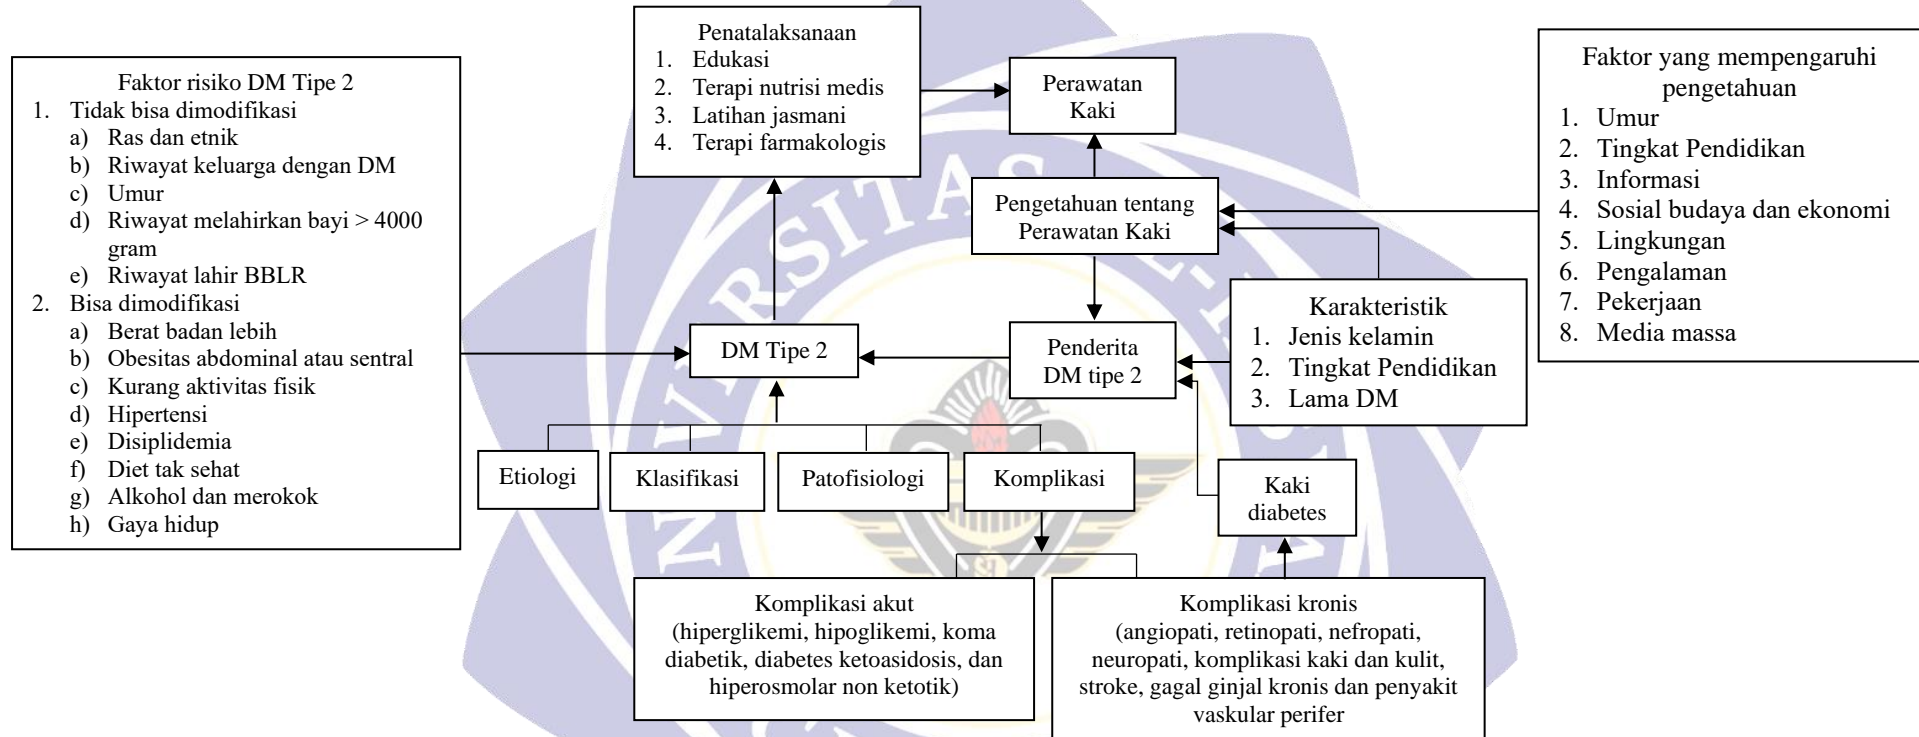 Faktor risiko DM Tipe 2
1. Tidak bisa dimodifikasi
a) Ras dan etnik
b) Riwayat keluarga dengan DM
c) Umur
d) Riwayat melahirkan bayi > 4000
gram
e) Riwayat lahir BBLR
2. Bisa dimodifikasi
a) Berat badan lebih
b) Obesitas abdominal atau sentral
c) Kurang aktivitas fisik
d) Hipertensi
e) Disiplidemia
f) Diet tak sehat
g) Alkohol dan merokok
h) Gaya hidup
Penatalaksanaan
1. Edukasi
2. Terapi nutrisi medis
3. Latihan jasmani
4. Terapi farmakologis
Perawatan
Kaki
Pengetahuan tentang
Perawatan Kaki
Faktor yang mempengaruhi
pengetahuan
1. Umur
2. Tingkat Pendidikan
3. Informasi
4. Sosial budaya dan ekonomi
5. Lingkungan
6. Pengalaman
7. Pekerjaan
8. Media massa
DM Tipe 2
Penderita
DM tipe 2
Karakteristik
1. Jenis kelamin
2. Tingkat Pendidikan
3. Lama DM
Etiologi
Klasifikasi
Patofisiologi
Komplikasi
Kaki
diabetes
Komplikasi akut
(hiperglikemi, hipoglikemi, koma
diabetik, diabetes ketoasidosis, dan
hiperosmolar non ketotik)
Komplikasi kronis
(angiopati, retinopati, nefropati,
neuropati, komplikasi kaki dan kulit,
stroke, gagal ginjal kronis dan penyakit
vaskular perifer